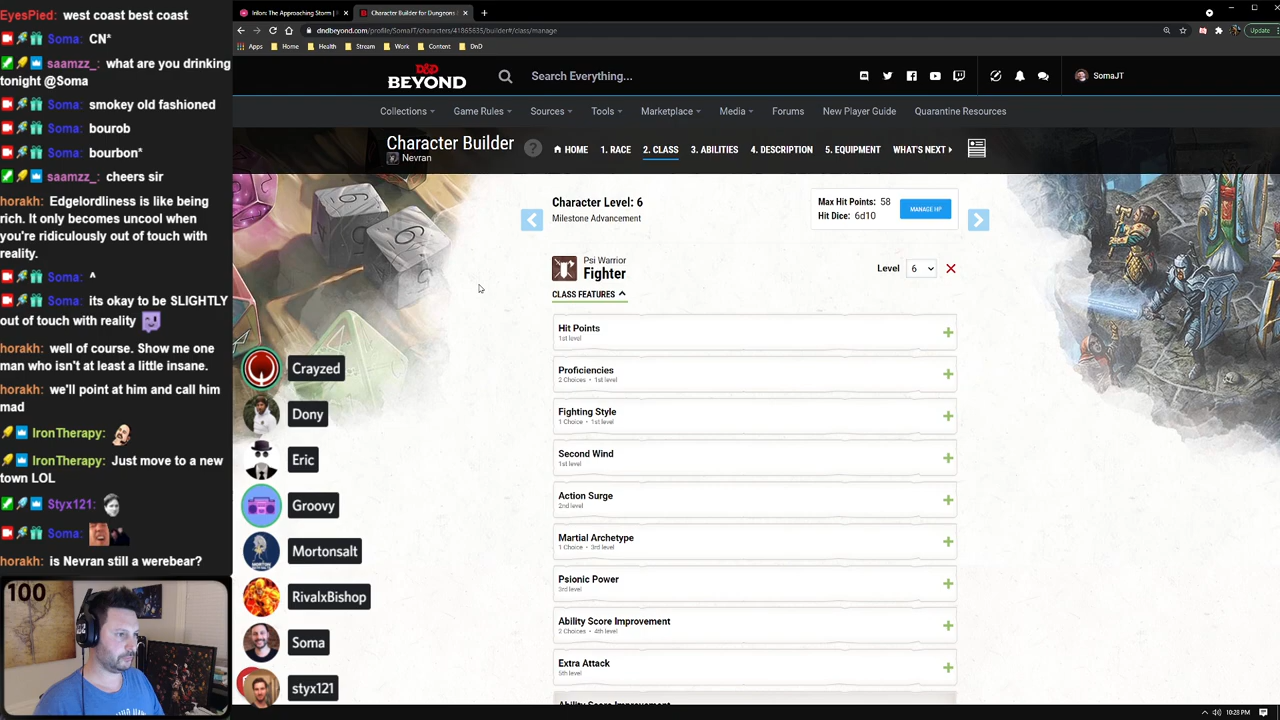 EyesPied: west coast best coast
Soma: CN*
saamzz_: what are you drinking
tonight @Soma
Soma: smokey old fashioned
Soma: bourob
Soma: bourbon*
saamzz_: cheers sir
horakh: Edgelordliness is like being
rich. It only becomes uncool when
you're ridiculously out of touch with
reality.
Soma: ^
Soma: its okay to be SLIGHTLY
out of touch with reality
horakh: well of course. Show me one
man who isn't at least a little insane.
horakh: we'll point at him and call him
mad
IronTherapy:
IronTherapy: Just move to a new
town LOL
Styx121:
Soma:
horakh: is Nevran still a werebear?
100
Crayzed
Dony
Eric
Groovy
Mortonsalt
RivalxBishop
Soma
styx121
Infors: The Approaching Storm |
Character Builder for Dungeons
dndbeyond.com/profile/SomaJT/characters/41865635/builder#/class/manage
Update
Apps Home Health Stream Work Content DnD
D&D
BEYOND
Search Everything...
SomaJT
Collections Game Rules Sources Tools Marketplace Media Forums New Player Guide Quarantine Resources
Character Builder
Nevran
?
HOME 1. RACE 2. CLASS 3. ABILITIES 4. DESCRIPTION 5. EQUIPMENT WHAT'S NEXT
Character Level: 6
Milestone Advancement
Max Hit Points: 58
Hit Dice: 6d10
MANAGE HP
Psi Warrior
Fighter
Level 6
CLASS FEATURES
Hit Points
1st level
Proficiencies
2 Choices • 1st level
Fighting Style
1 Choice • 1st level
Second Wind
1st level
Action Surge
2nd level
Martial Archetype
1 Choice • 3rd level
Psionic Power
3rd level
Ability Score Improvement
2 Choices • 4th level
Extra Attack
5th level
Ability Score Improvement
10:28 PM